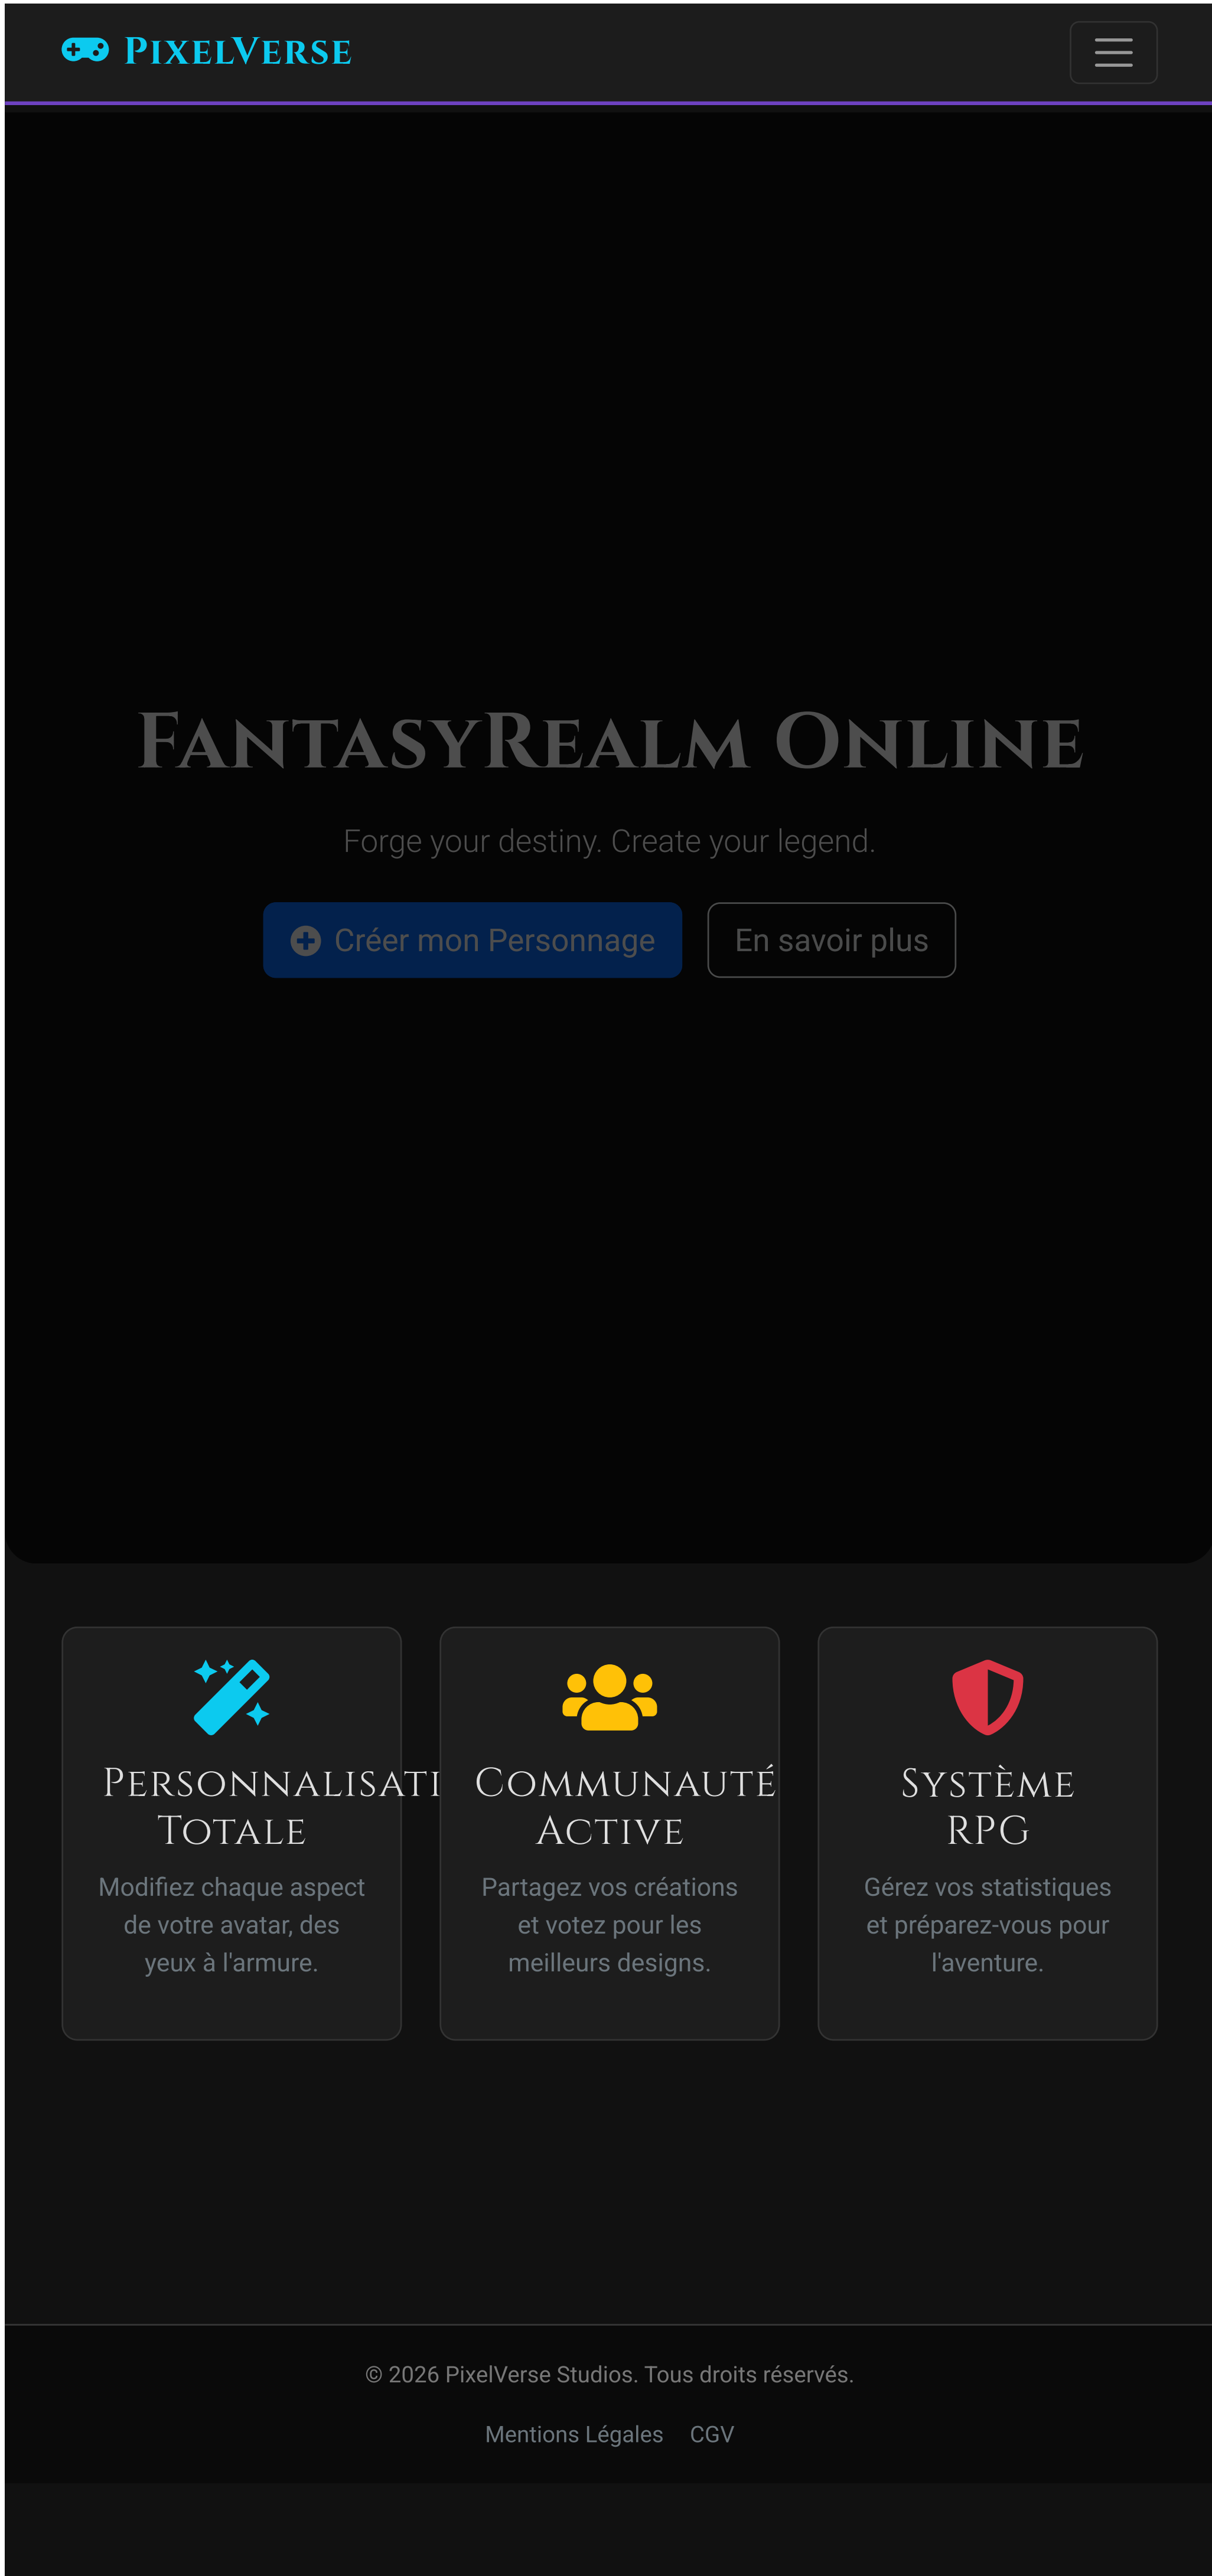 PixelVerse
FantasyRealm Online
Forge your destiny. Create your legend.
Créer mon Personnage
En savoir plus
Personnalisati
Totale
Modifiez chaque aspect
de votre avatar, des
yeux à l'armure.
Communauté
Active
Partagez vos créations
et votez pour les
meilleurs designs.
Système
RPG
Gérez vos statistiques
et préparez-vous pour
l'aventure.
© 2026 PixelVerse Studios. Tous droits réservés.
Mentions Légales CGV